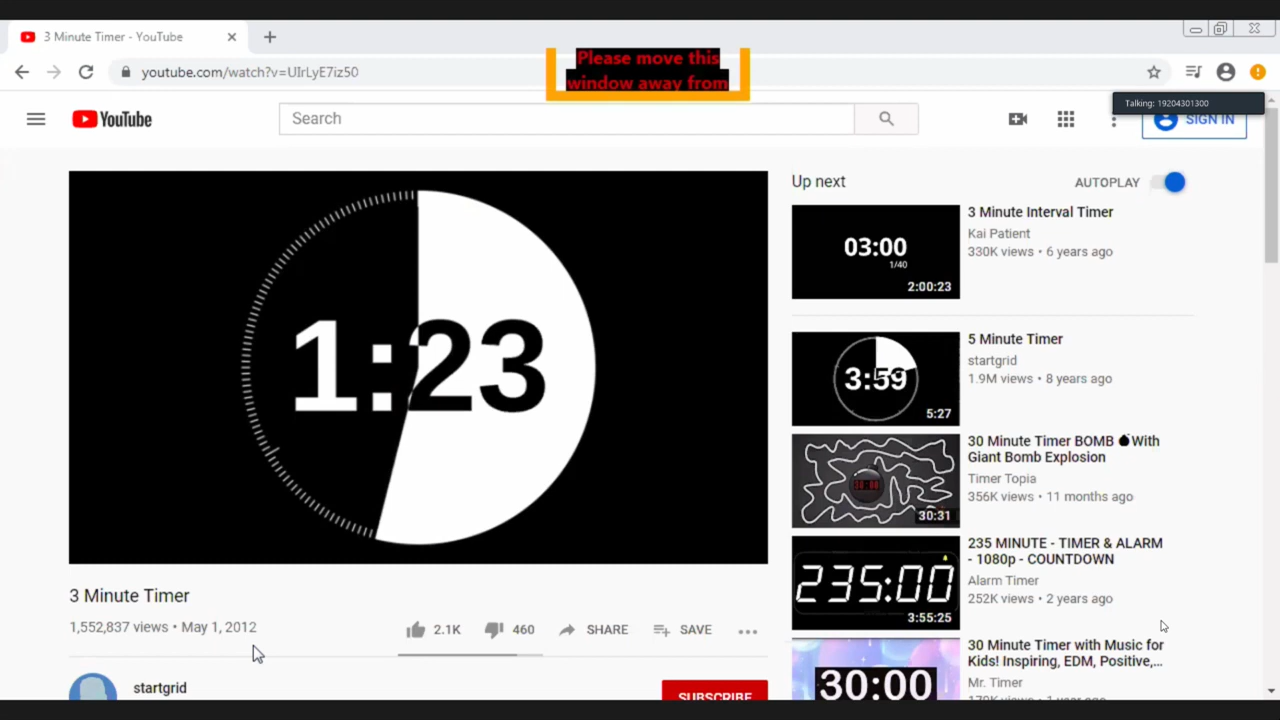 3 Minute Timer - YouTube
Please move this
window away from
youtube.com/watch?v=UIrLyE7iz50
Talking: 19204301300
YouTube
Search
SIGN IN
1:23
Up next
AUTOPLAY
03:00
1/40
2:00:23
3 Minute Interval Timer
Kai Patient
330K views • 6 years ago
3:59
5:27
5 Minute Timer
startgrid
1.9M views • 8 years ago
30:00
30:31
30 Minute Timer BOMB 💣With
Giant Bomb Explosion
Timer Topia
356K views • 11 months ago
235:00
3:55:25
235 MINUTE - TIMER & ALARM
- 1080p - COUNTDOWN
Alarm Timer
252K views • 2 years ago
30:00
30 Minute Timer with Music for
Kids! Inspiring, EDM, Positive,...
Mr. Timer
3 Minute Timer
1,552,837 views • May 1, 2012
2.1K
460
SHARE
SAVE
startgrid
SUBSCRIBE